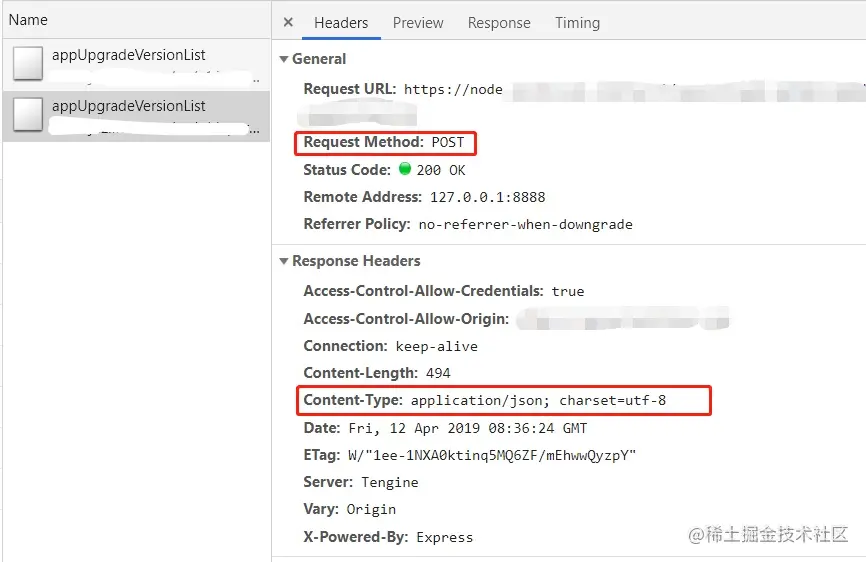 Name
appUpgradeVersionList
..
appUpgradeVersionList
...
× Headers Preview Response Timing
▼ General
Request URL: https://node
Request Method: POST
Status Code: 200 OK
Remote Address: 127.0.0.1:8888
Referrer Policy: no-referrer-when-downgrade
▼ Response Headers
Access-Control-Allow-Credentials: true
Access-Control-Allow-Origin:
Connection: keep-alive
Content-Length: 494
Content-Type: application/json; charset=utf-8
Date: Fri, 12 Apr 2019 08:36:24 GMT
ETag: W/"1ee-1NXA0ktinq5MQ6ZF/mEhwwQyzpY"
Server: Tengine
Vary: Origin
X-Powered-By: Express
@稀土掘金技术社区